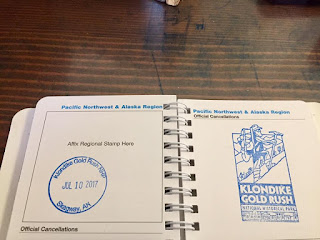 Pacific Northwest & Alaska Region
Affix Regional Stamp Here
Klondike Gold Rush NHP
JUL 10 2017
Skagway, AK
Official Cancellations
Pacific Northwest & Alaska Region
Official Cancellations
KLONDIKE
GOLD RUSH
NATIONAL HISTORICAL PARK